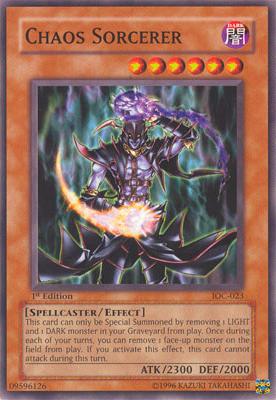 CHAOS SORCERER
DARK
闇
1st Edition
IOC-023
[SPELLCASTER/EFFECT]
This card can only be Special Summoned by removing 1 LIGHT
and 1 DARK monster in your Graveyard from play. Once during
each of your turns, you can remove 1 face-up monster on the
field from play. If you activate this effect, this card cannot
attack during this turn.
ATK/2300 DEF/2000
09596126
©1996 KAZUKI TAKAHASHI